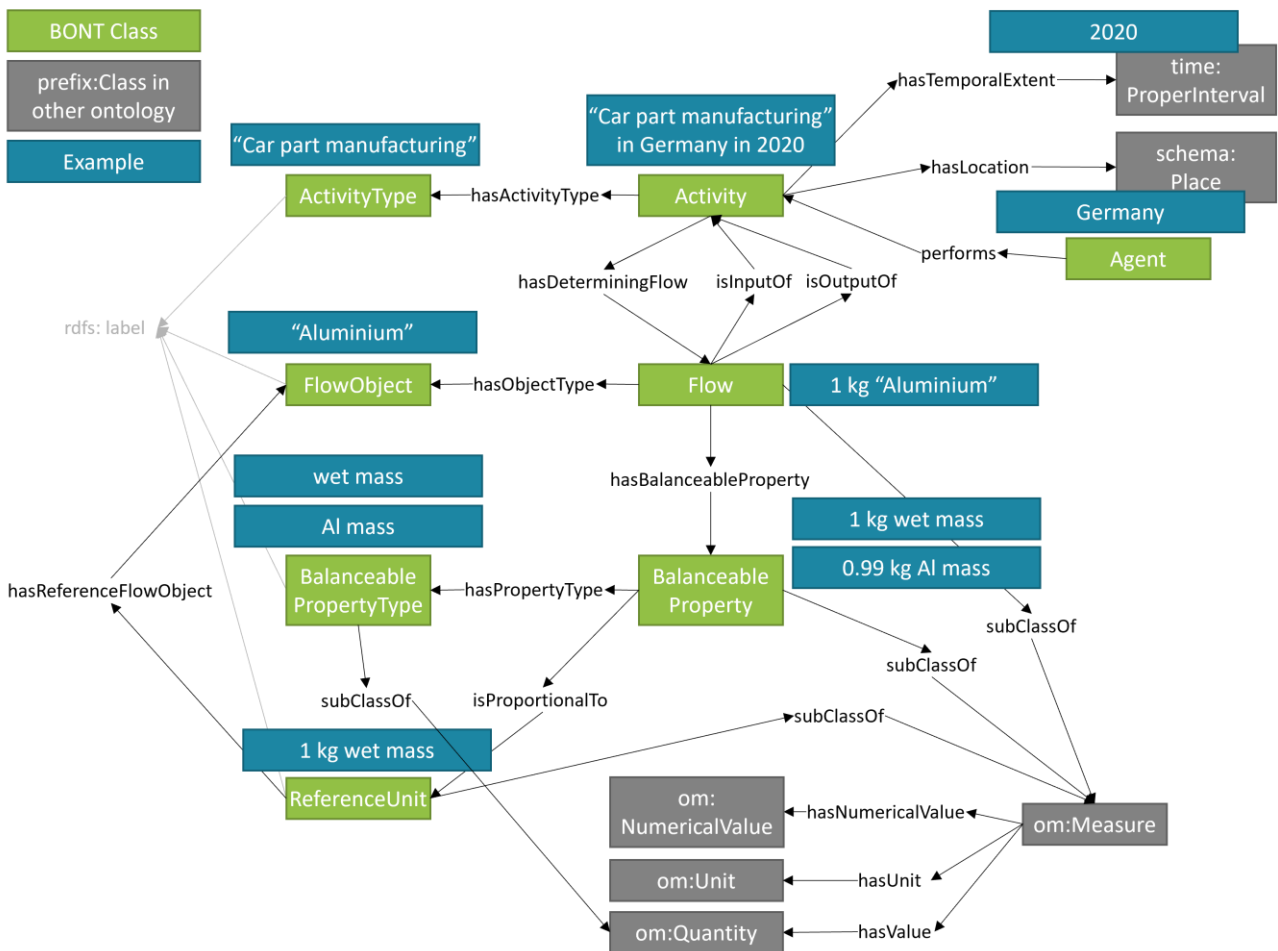 BONT Class
prefix:Class in
other ontology
Example
2020
time:
ProperInterval
hasTemporalExtent
"Car part manufacturing"
"Car part manufacturing"
in Germany in 2020
schema:
Place
hasLocation
ActivityType
hasActivityType
Activity
Germany
performs
Agent
hasDeterminingFlow
isInputOf
isOutputOf
rdfs: label
"Aluminium"
FlowObject
hasObjectType
Flow
1 kg "Aluminium"
wet mass
hasBalanceableProperty
Al mass
1 kg wet mass
0.99 kg Al mass
hasReferenceFlowObject
Balanceable
PropertyType
hasPropertyType
Balanceable
Property
subClassOf
subClassOf
subClassOf
isProportionalTo
subClassOf
1 kg wet mass
ReferenceUnit
om:
NumericalValue
hasNumericalValue
om:Measure
om:Unit
hasUnit
om:Quantity
hasValue